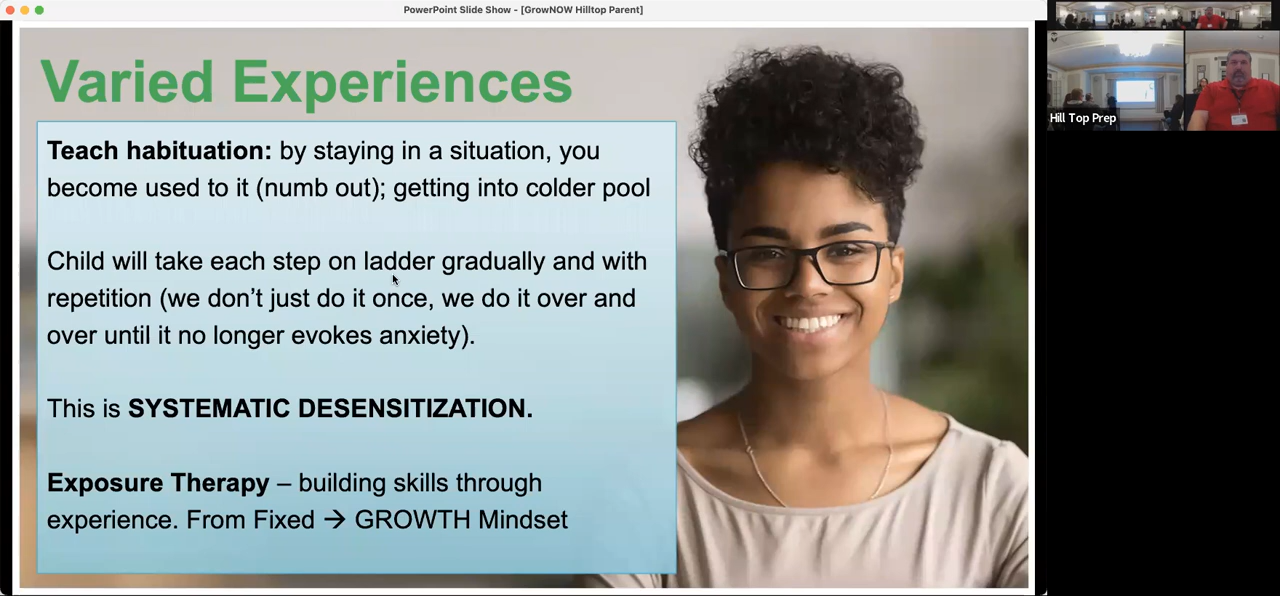 PowerPoint Slide Show - [GrowNOW Hilltop Parent]
Varied Experiences
Teach habituation: by staying in a situation, you
become used to it (numb out); getting into colder pool
Child will take each step on ladder gradually and with
repetition (we don’t just do it once, we do it over and
over until it no longer evokes anxiety).
This is SYSTEMATIC DESENSITIZATION.
Exposure Therapy – building skills through
experience. From Fixed → GROWTH Mindset
Hill Top Prep